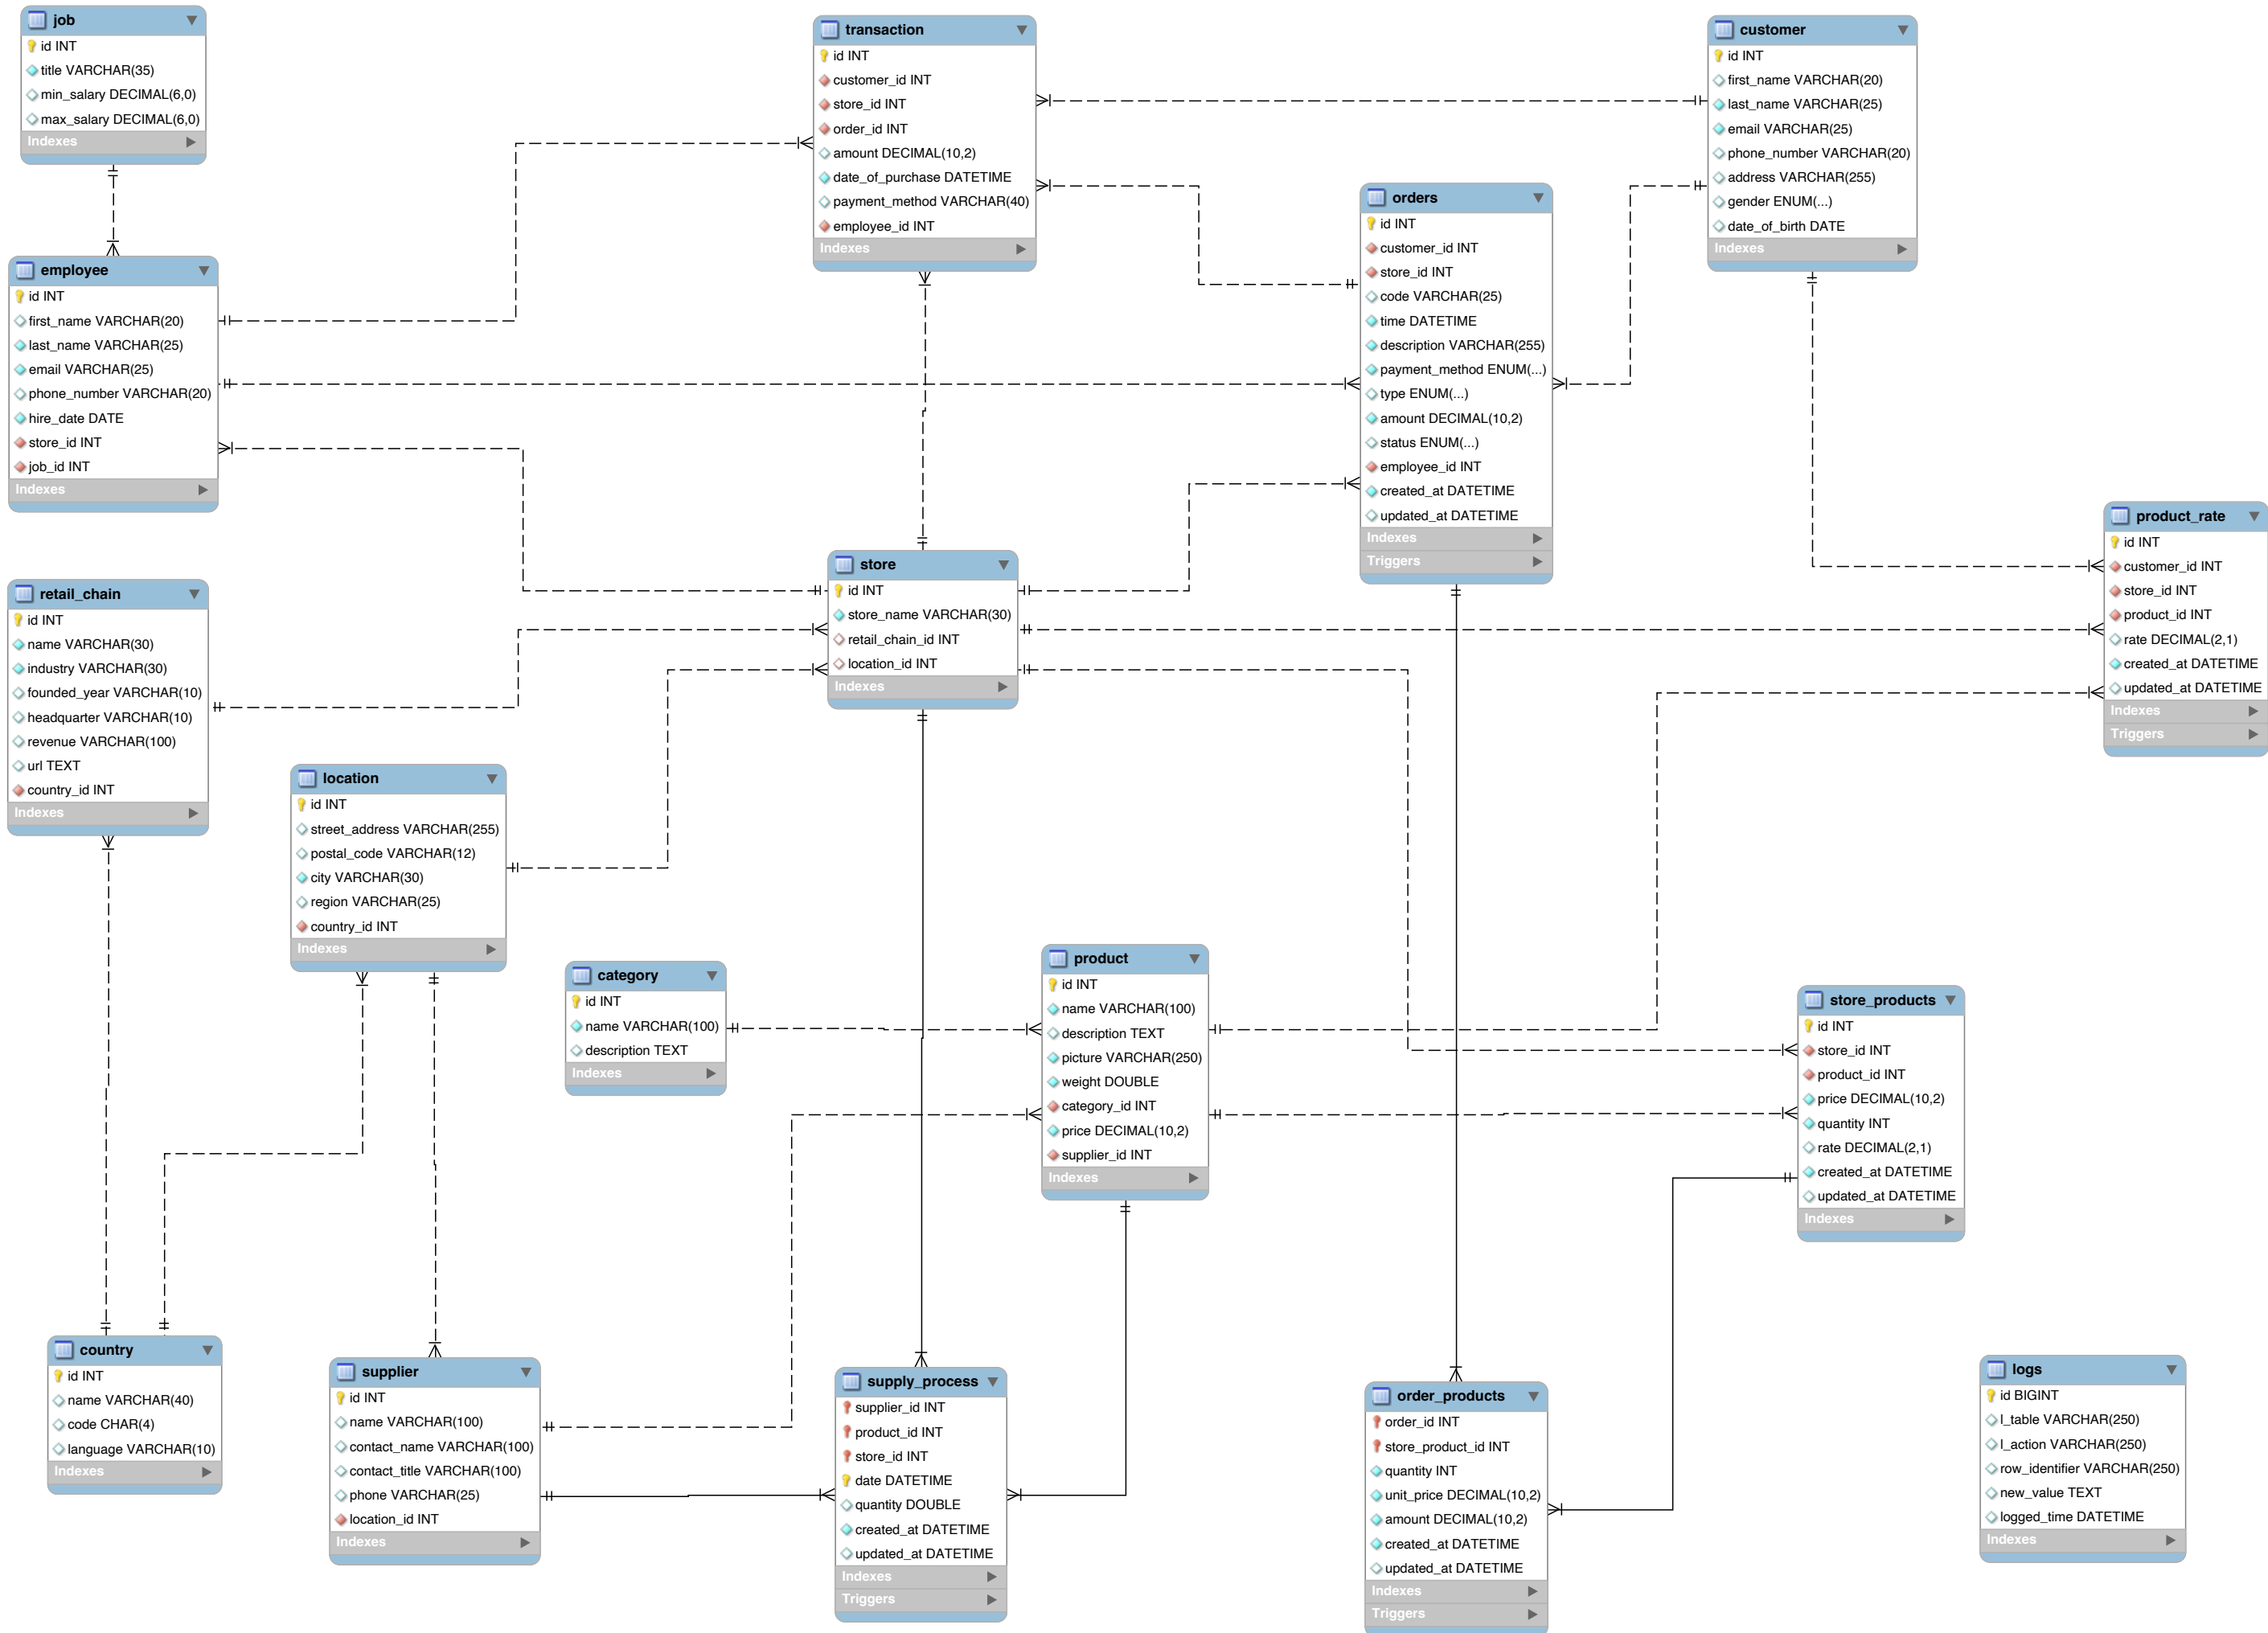 job
id INT
title VARCHAR(35)
min_salary DECIMAL(6,0)
max_salary DECIMAL(6,0)
Indexes
transaction
id INT
customer_id INT
store_id INT
order_id INT
amount DECIMAL(10,2)
date_of_purchase DATETIME
payment_method VARCHAR(40)
employee_id INT
Indexes
customer
id INT
first_name VARCHAR(20)
last_name VARCHAR(25)
email VARCHAR(25)
phone_number VARCHAR(20)
address VARCHAR(255)
gender ENUM(...)
date_of_birth DATE
Indexes
orders
id INT
customer_id INT
store_id INT
code VARCHAR(25)
time DATETIME
description VARCHAR(255)
payment_method ENUM(...)
type ENUM(...)
amount DECIMAL(10,2)
status ENUM(...)
employee_id INT
created_at DATETIME
updated_at DATETIME
Indexes
Triggers
employee
id INT
first_name VARCHAR(20)
last_name VARCHAR(25)
email VARCHAR(25)
phone_number VARCHAR(20)
hire_date DATE
store_id INT
job_id INT
Indexes
product_rate
id INT
customer_id INT
store_id INT
product_id INT
rate DECIMAL(2,1)
created_at DATETIME
updated_at DATETIME
Indexes
Triggers
store
id INT
store_name VARCHAR(30)
retail_chain_id INT
location_id INT
Indexes
retail_chain
id INT
name VARCHAR(30)
industry VARCHAR(30)
founded_year VARCHAR(10)
headquarter VARCHAR(10)
revenue VARCHAR(100)
url TEXT
country_id INT
Indexes
location
id INT
street_address VARCHAR(255)
postal_code VARCHAR(12)
city VARCHAR(30)
region VARCHAR(25)
country_id INT
Indexes
category
id INT
name VARCHAR(100)
description TEXT
Indexes
product
id INT
name VARCHAR(100)
description TEXT
picture VARCHAR(250)
weight DOUBLE
category_id INT
price DECIMAL(10,2)
supplier_id INT
Indexes
store_products
id INT
store_id INT
product_id INT
price DECIMAL(10,2)
quantity INT
rate DECIMAL(2,1)
created_at DATETIME
updated_at DATETIME
Indexes
country
id INT
name VARCHAR(40)
code CHAR(4)
language VARCHAR(10)
Indexes
supplier
id INT
name VARCHAR(100)
contact_name VARCHAR(100)
contact_title VARCHAR(100)
phone VARCHAR(25)
location_id INT
Indexes
supply_process
supplier_id INT
product_id INT
store_id INT
date DATETIME
quantity DOUBLE
created_at DATETIME
updated_at DATETIME
Indexes
Triggers
order_products
order_id INT
store_product_id INT
quantity INT
unit_price DECIMAL(10,2)
amount DECIMAL(10,2)
created_at DATETIME
updated_at DATETIME
Indexes
Triggers
logs
id BIGINT
l_table VARCHAR(250)
l_action VARCHAR(250)
row_identifier VARCHAR(250)
new_value TEXT
logged_time DATETIME
Indexes